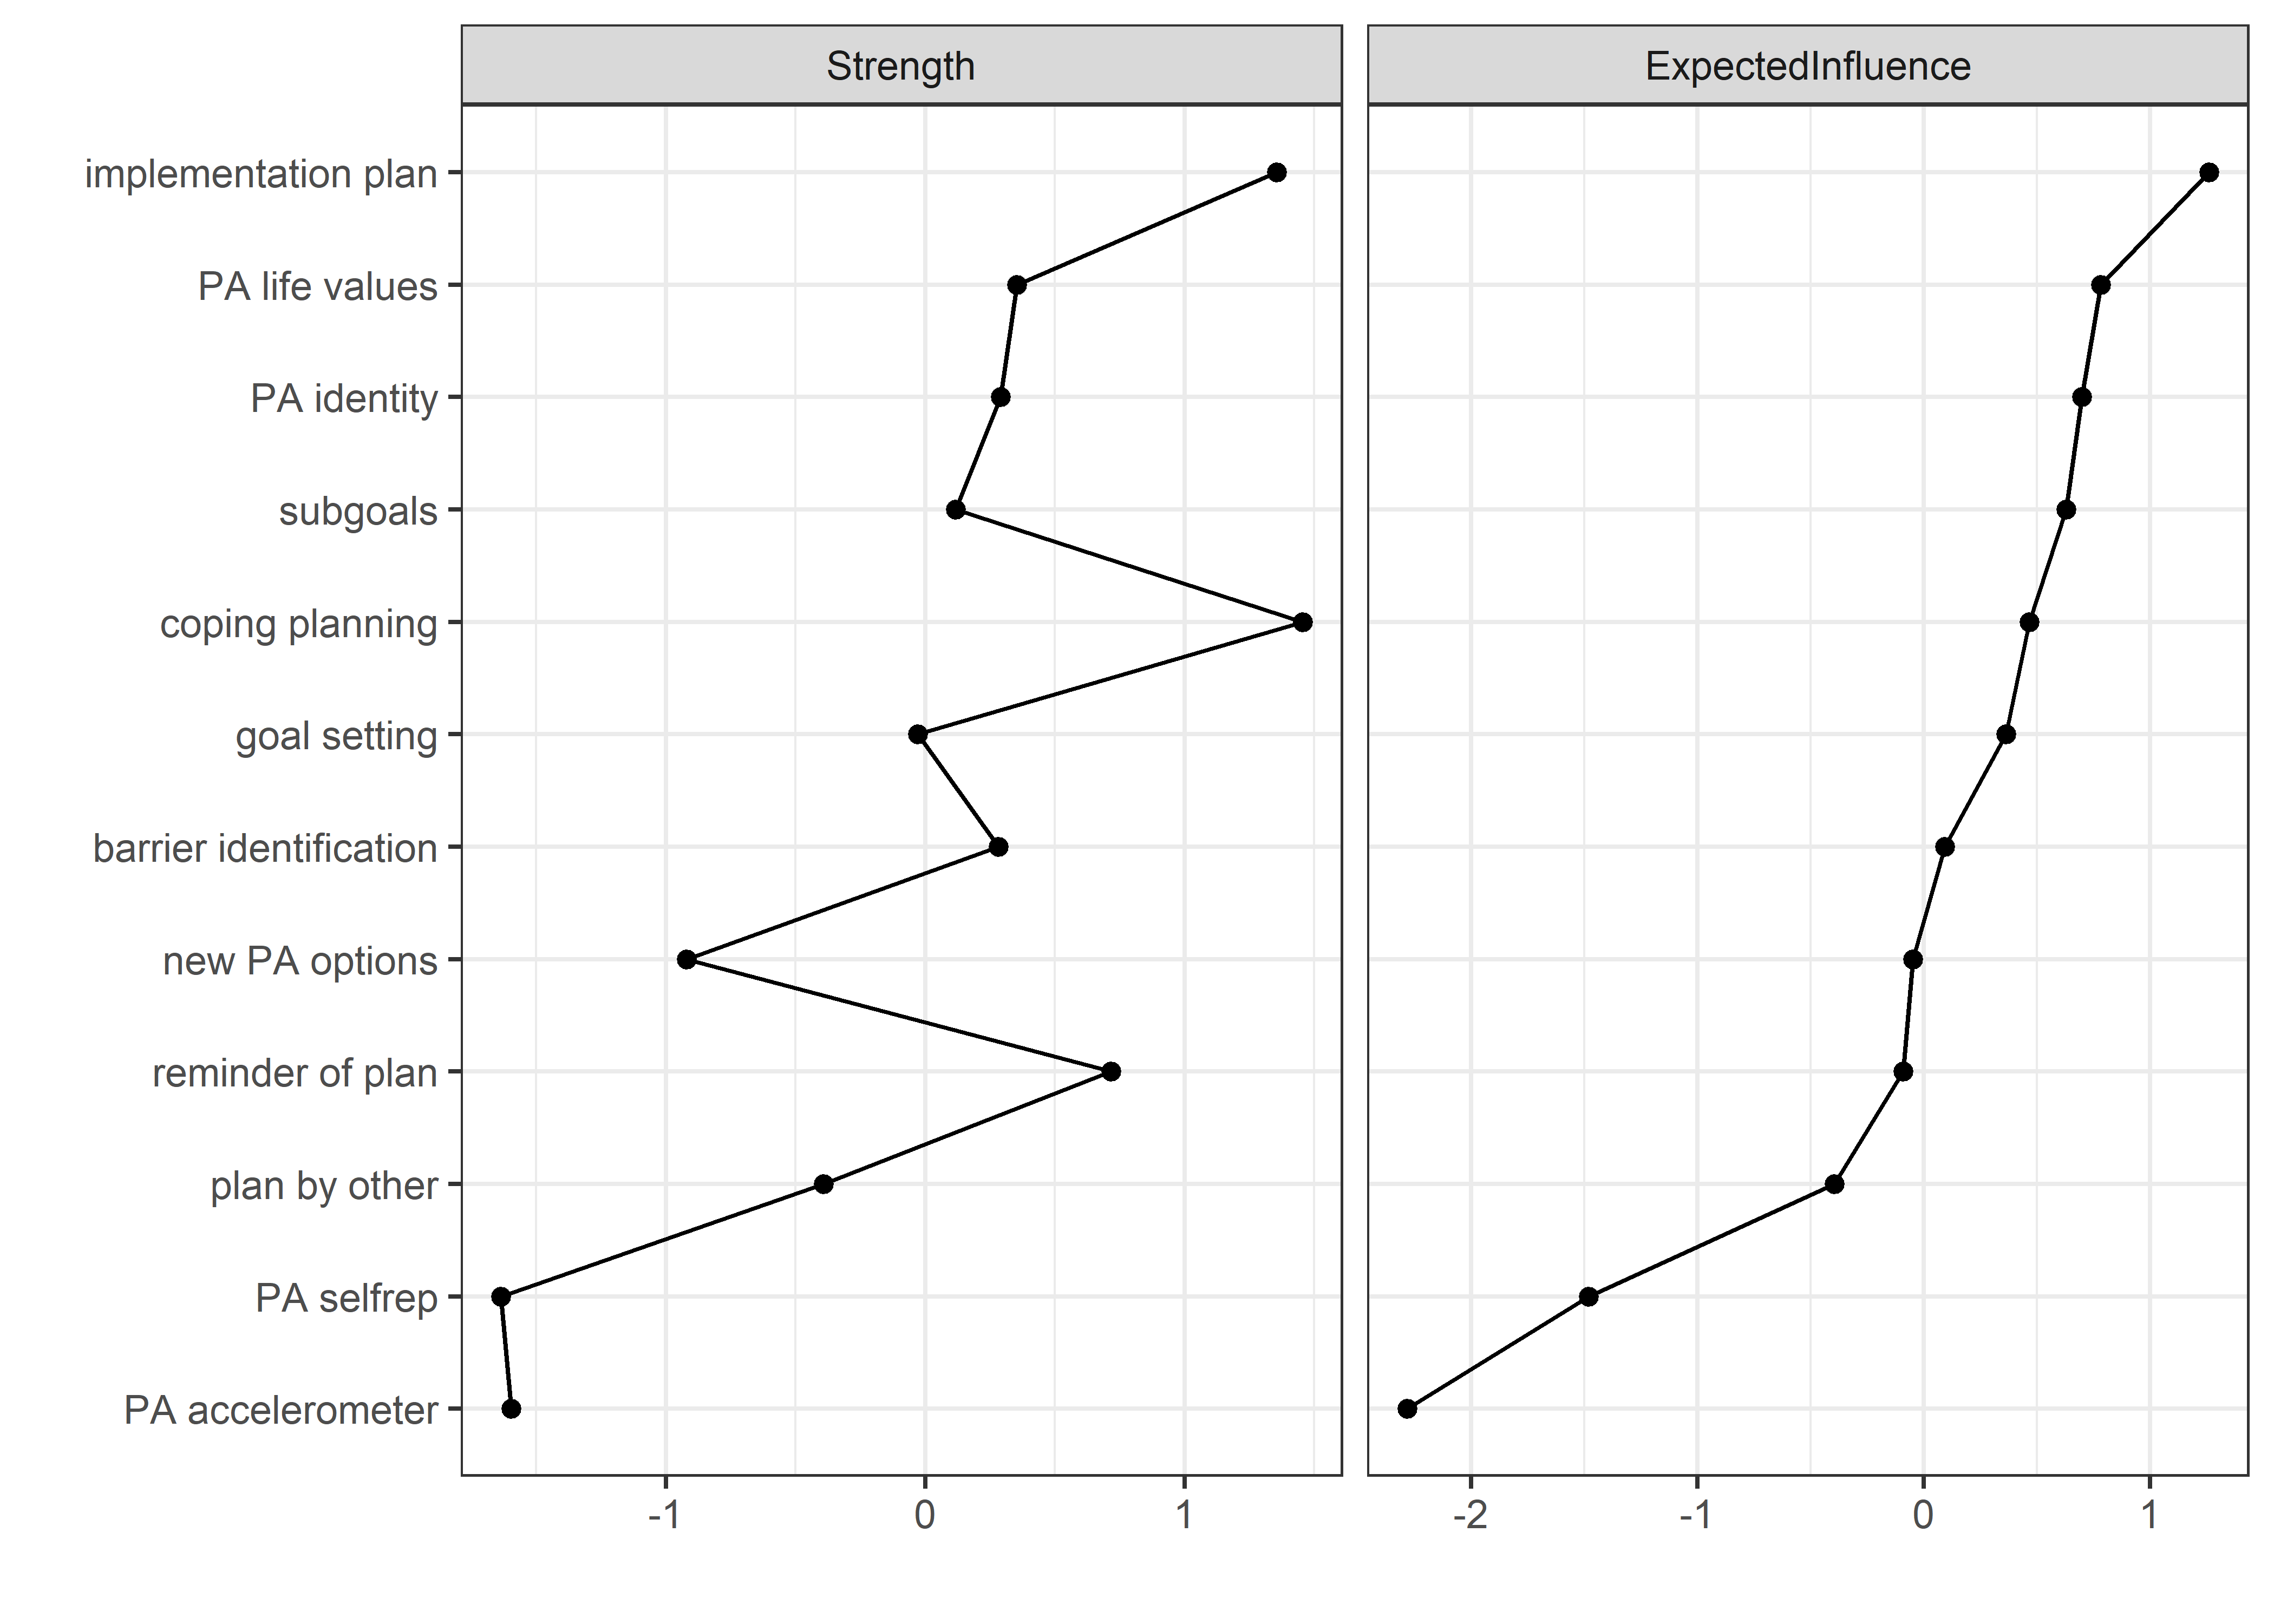 Strength
ExpectedInfluence
implementation plan
PA life values
PA identity
subgoals
coping planning
goal setting
barrier identification
new PA options
reminder of plan
plan by other
PA selfrep
PA accelerometer
-1 0 1
-2 -1 0 1